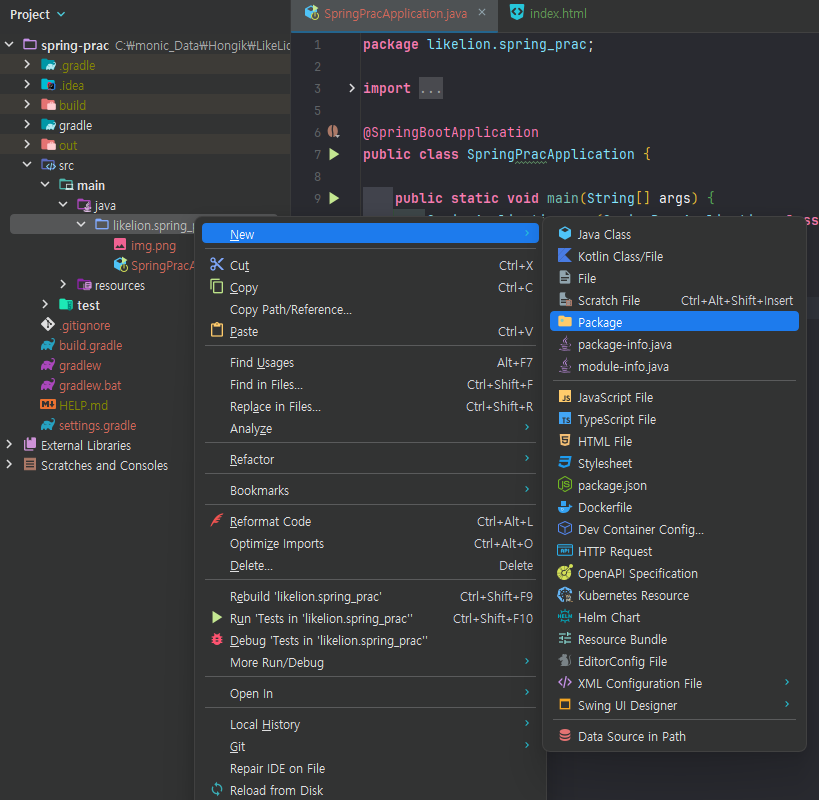 Project
SpringPracApplication.java
index.html
spring-prac C:\monic_Data\Hongik\LikeLic
.gradle
.idea
build
gradle
out
src
main
java
likelion.spring_p
img.png
SpringPracA
resources
test
.gitignore
build.gradle
gradlew
gradlew.bat
HELP.md
settings.gradle
External Libraries
Scratches and Consoles
1 package likelion.spring_prac;
2
3 import ...
5
6 @SpringBootApplication
7 public class SpringPracApplication {
8
9 public static void main(String[] args) {
New
Cut Ctrl+X
Copy Ctrl+C
Copy Path/Reference...
Paste Ctrl+V
Find Usages Alt+F7
Find in Files... Ctrl+Shift+F
Replace in Files... Ctrl+Shift+R
Analyze
Refactor
Bookmarks
Reformat Code Ctrl+Alt+L
Optimize Imports Ctrl+Alt+O
Delete... Delete
Rebuild 'likelion.spring_prac' Ctrl+Shift+F9
Run 'Tests in 'likelion.spring_prac'' Ctrl+Shift+F10
Debug 'Tests in 'likelion.spring_prac''
More Run/Debug
Open In
Local History
Git
Repair IDE on File
Reload from Disk
Java Class
Kotlin Class/File
File
Scratch File Ctrl+Alt+Shift+Insert
Package
package-info.java
module-info.java
JavaScript File
TypeScript File
HTML File
Stylesheet
package.json
Dockerfile
Dev Container Config...
HTTP Request
OpenAPI Specification
Kubernetes Resource
Helm Chart
Resource Bundle
EditorConfig File
XML Configuration File
Swing UI Designer
Data Source in Path